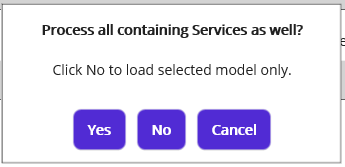 Process all containing Services as well?
Click No to load selected model only.
Yes No Cancel